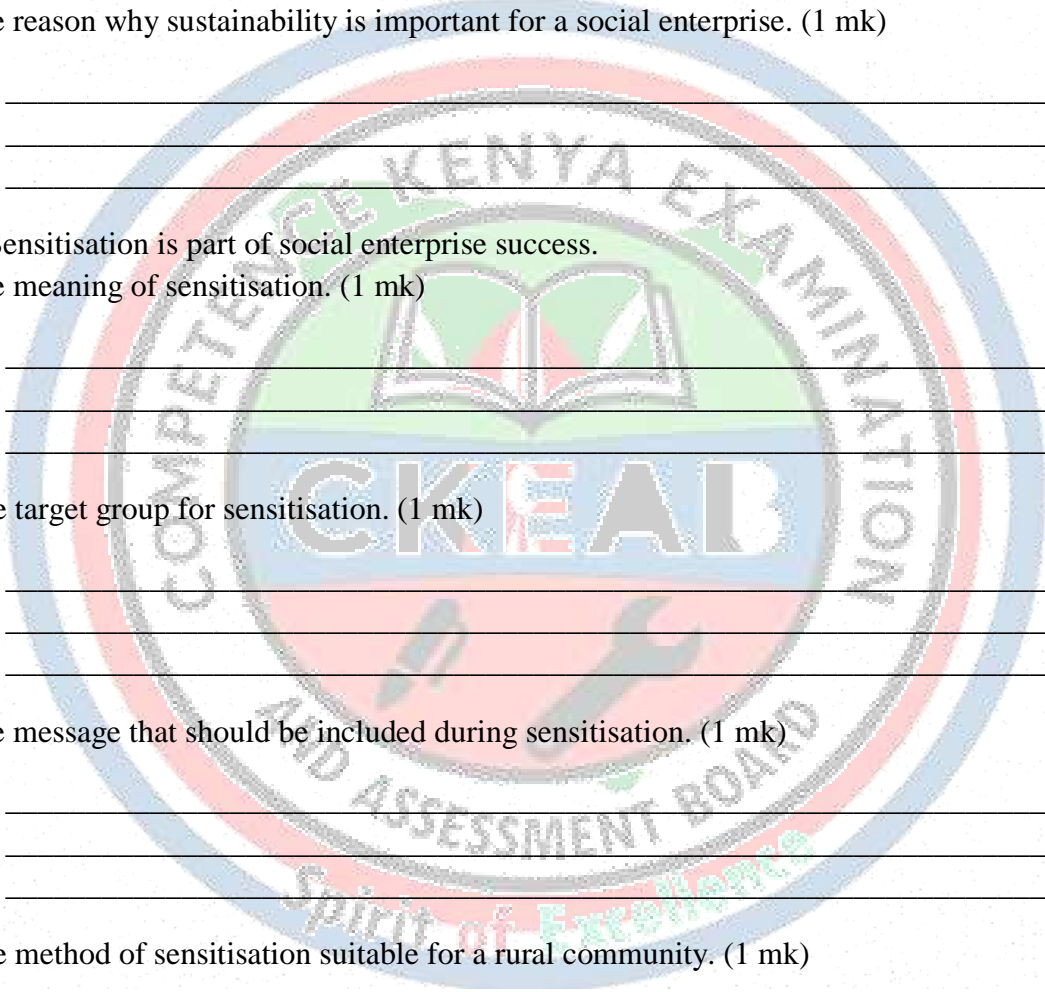 e reason why sustainability is important for a social enterprise. (1 mk)
COMPETENCE KENYA EXAMINATION
ensitisation is part of social enterprise success.
e meaning of sensitisation. (1 mk)
CKEAB
e target group for sensitisation. (1 mk)
e message that should be included during sensitisation. (1 mk)
AND ASSESSMENT BOARD
Spirit of Excellence
e method of sensitisation suitable for a rural community. (1 mk)